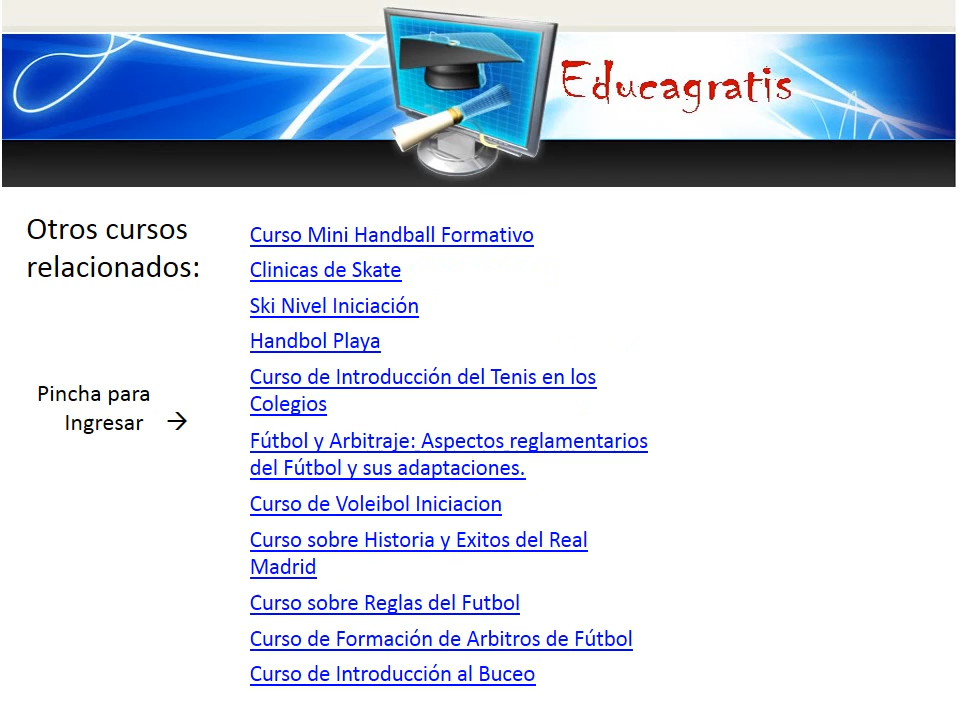 Educagratis
Otros cursos
relacionados:
Pincha para
Ingresar →
Curso Mini Handball Formativo
Clinicas de Skate
Ski Nivel Iniciación
Handbol Playa
Curso de Introducción del Tenis en los
Colegios
Fútbol y Arbitraje: Aspectos reglamentarios
del Fútbol y sus adaptaciones.
Curso de Voleibol Iniciacion
Curso sobre Historia y Exitos del Real
Madrid
Curso sobre Reglas del Futbol
Curso de Formación de Arbitros de Fútbol
Curso de Introducción al Buceo